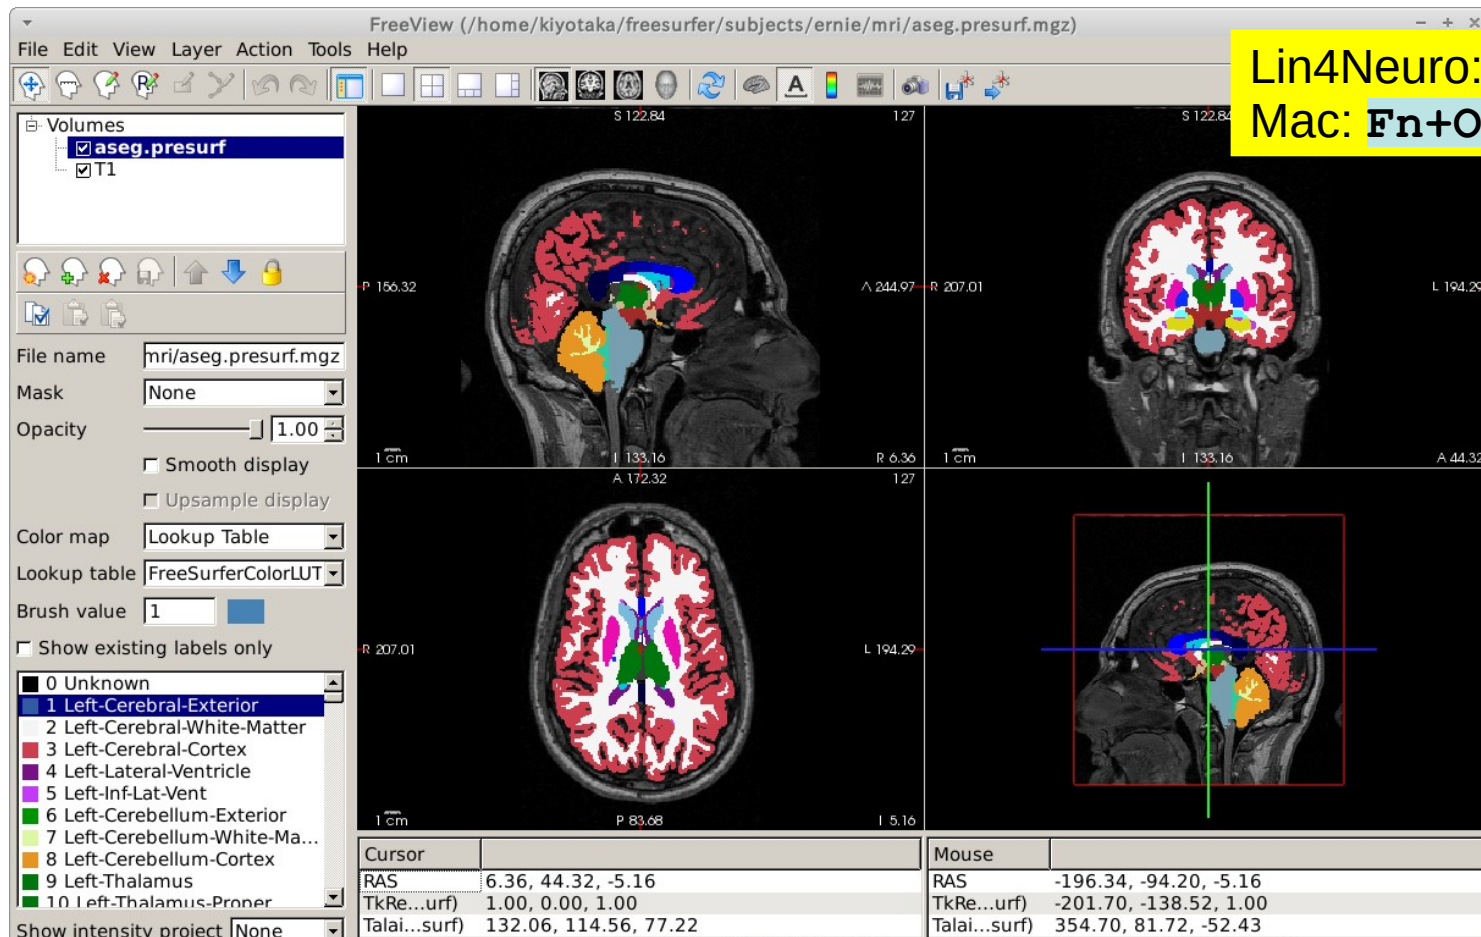 FreeView (/home/kiyotaka/freesurfer/subjects/ernie/mri/aseg.presurf.mgz)
File Edit View Layer Action Tools Help
Lin4Neuro:
Mac: Fn+O
Volumes
aseg.presurf
T1
File name mri/aseg.presurf.mgz
Mask None
Opacity 1.00
Smooth display
Upsample display
Color map Lookup Table
Lookup table FreeSurferColorLUT
Brush value 1
Show existing labels only
0 Unknown
1 Left-Cerebral-Exterior
2 Left-Cerebral-White-Matter
3 Left-Cerebral-Cortex
4 Left-Lateral-Ventricle
5 Left-Inf-Lat-Vent
6 Left-Cerebellum-Exterior
7 Left-Cerebellum-White-Ma...
8 Left-Cerebellum-Cortex
9 Left-Thalamus
10 Left-Thalamus-Proper
Show intensity project None
S 122.84 127
P 156.32 A 244.97
1 cm I 133.16 R 6.36
S 122.84
R 207.01 L 194.29
1 cm I 133.16 A 44.32
A 172.32 127
R 207.01 L 194.29
1 cm P 83.68 I 5.16
Cursor
RAS 6.36, 44.32, -5.16
TkRe...urf) 1.00, 0.00, 1.00
Talai...surf) 132.06, 114.56, 77.22
Mouse
RAS -196.34, -94.20, -5.16
TkRe...urf) -201.70, -138.52, 1.00
Talai...surf) 354.70, 81.72, -52.43